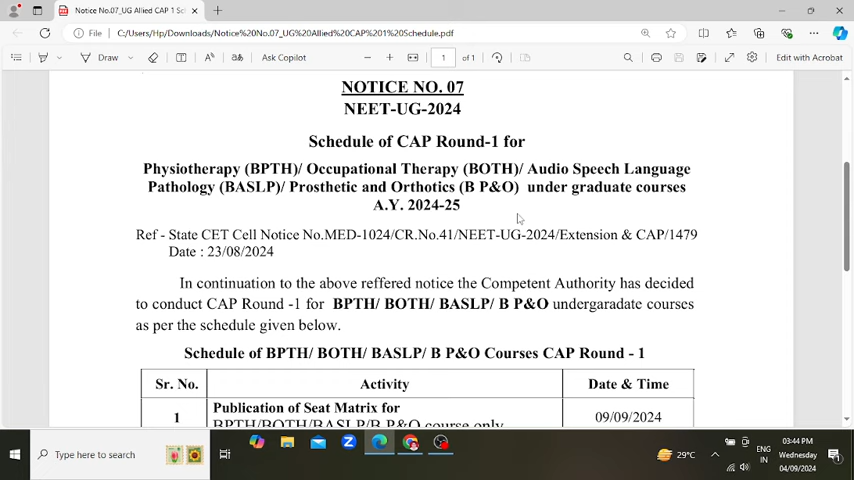 Notice No.07_UG Allied CAP 1 Sc
File
C:/Users/Hp/Downloads/Notice%20No.07_UG%20Allied%20CAP%201%20Schedule.pdf
Draw
Ask Copilot
1
of 1
Edit with Acrobat
NOTICE NO. 07
NEET-UG-2024
Schedule of CAP Round-1 for
Physiotherapy (BPTH)/ Occupational Therapy (BOTH)/ Audio Speech Language
Pathology (BASLP)/ Prosthetic and Orthotics (B P&O) under graduate courses
A.Y. 2024-25
Ref - State CET Cell Notice No.MED-1024/CR.No.41/NEET-UG-2024/Extension & CAP/1479
Date : 23/08/2024
In continuation to the above reffered notice the Competent Authority has decided
to conduct CAP Round -1 for BPTH/ BOTH/ BASLP/ B P&O undergaradate courses
as per the schedule given below.
Schedule of BPTH/ BOTH/ BASLP/ B P&O Courses CAP Round - 1
Sr. No. Activity Date & Time
1 Publication of Seat Matrix for 09/09/2024
BPTH/BOTH/BASLP/B P&O course only
Type here to search
29°C
ENG
IN
03:44 PM
Wednesday
04/09/2024